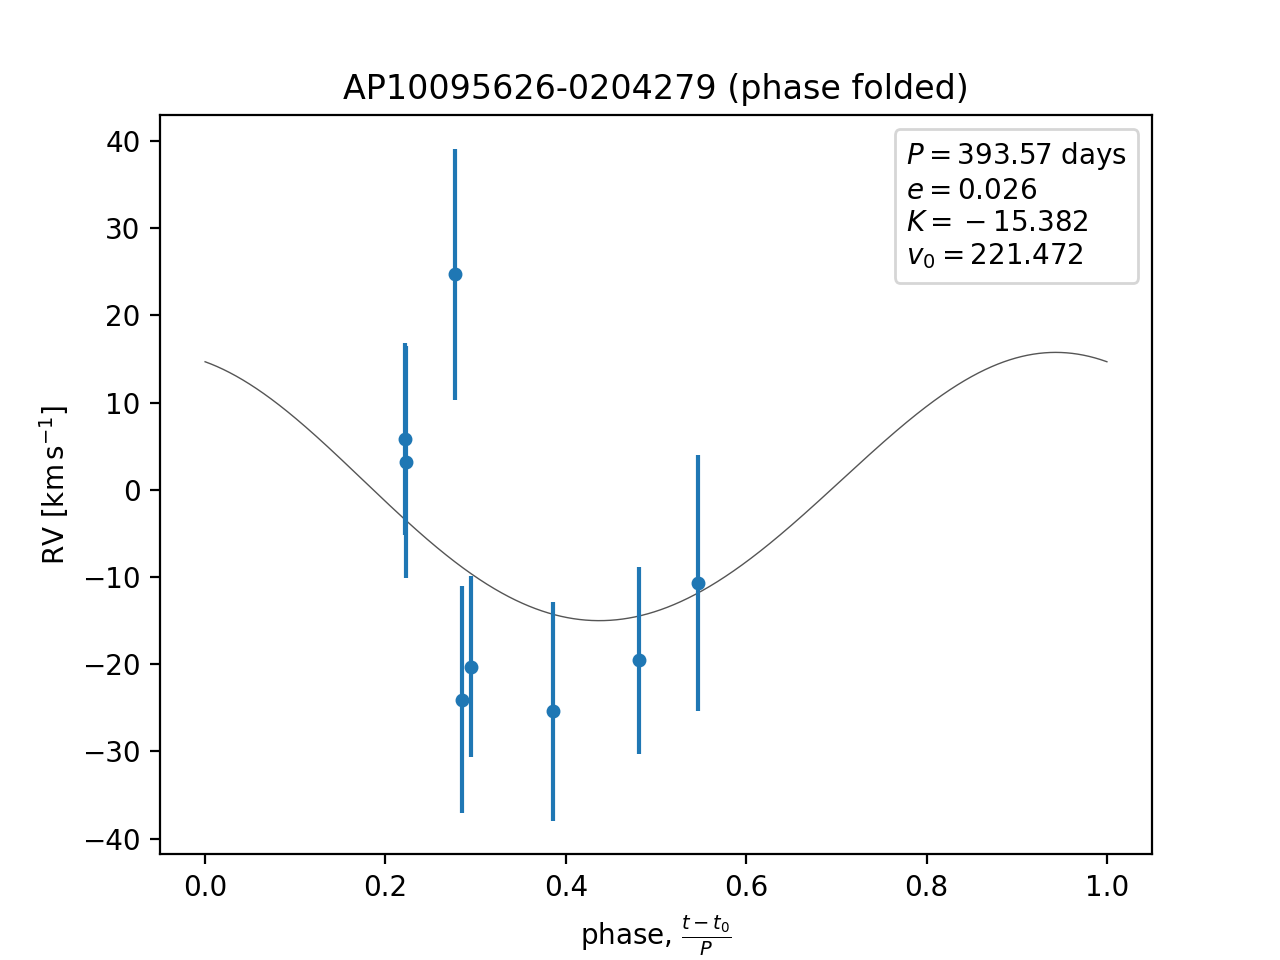 AP10095626-0204279 (phase folded)
P = 393.57 days
e = 0.026
K = −15.382
v₀ = 221.472
RV [km s⁻¹]
40
30
20
10
0
−10
−20
−30
−40
0.0 0.2 0.4 0.6 0.8 1.0
phase, (t − t₀)/P